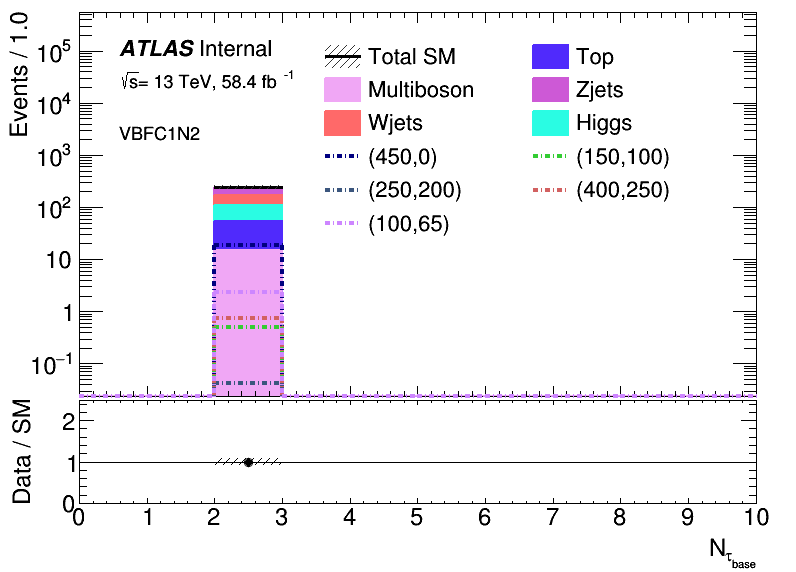 Events / 1.0
10⁵
10⁴
10³
10²
10
1
10⁻¹
ATLAS Internal
√s= 13 TeV, 58.4 fb ⁻¹
VBFC1N2
Total SM
Top
Multiboson
Zjets
Wjets
Higgs
(450,0)
(150,100)
(250,200)
(400,250)
(100,65)
Data / SM
2
1
0
0 1 2 3 4 5 6 7 8 9 10
N_τ_base